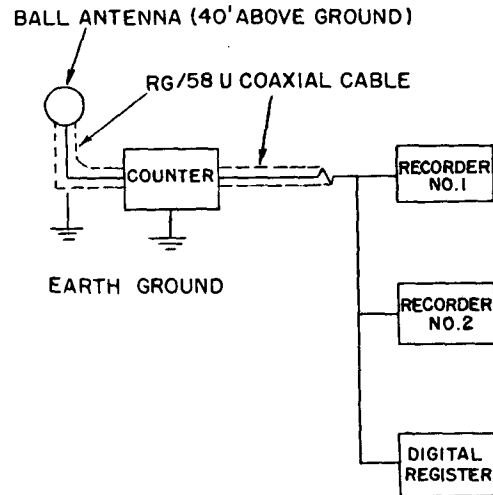 BALL ANTENNA (40' ABOVE GROUND)
RG/58 U COAXIAL CABLE
COUNTER
RECORDER
NO.1
EARTH GROUND
RECORDER
NO.2
DIGITAL
REGISTER